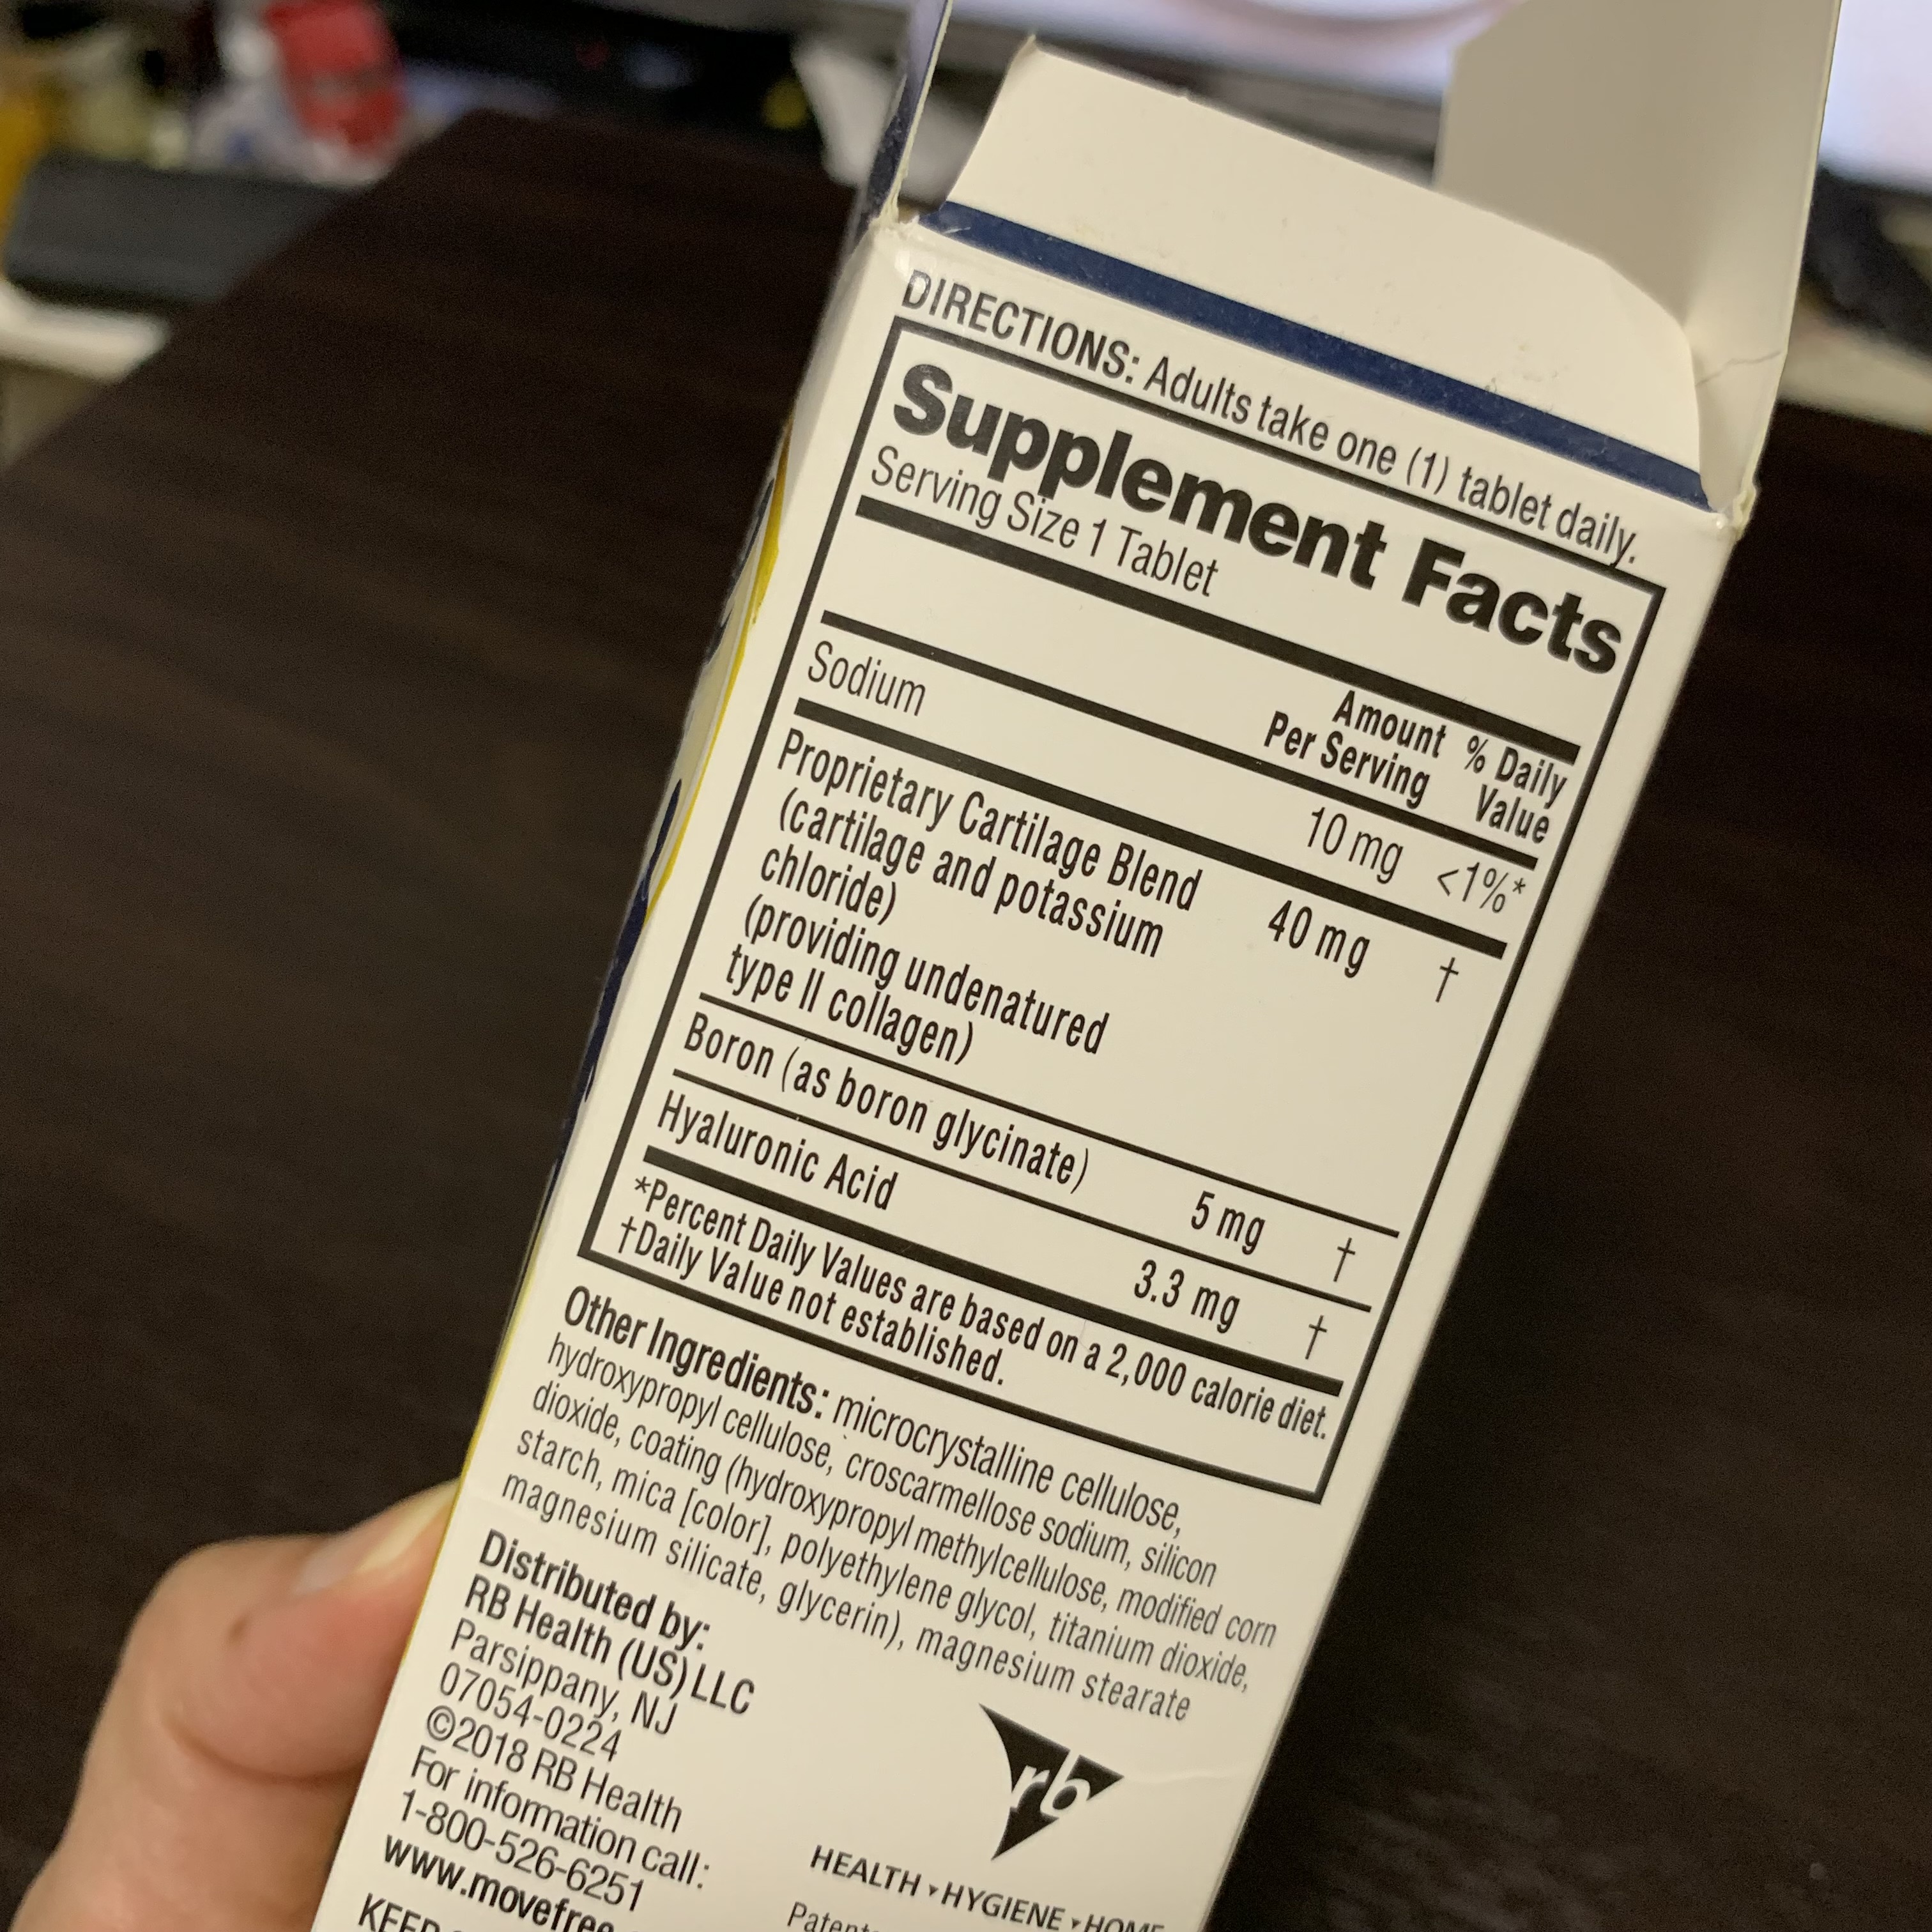 DIRECTIONS: Adults take one (1) tablet daily.
Supplement Facts
Serving Size 1 Tablet
Amount Per Serving % Daily Value
Sodium 10 mg <1%*
Proprietary Cartilage Blend 40 mg †
(cartilage and potassium
chloride)
(providing undenatured
type II collagen)
Boron (as boron glycinate) 5 mg †
Hyaluronic Acid 3.3 mg †
*Percent Daily Values are based on a 2,000 calorie diet.
†Daily Value not established.
Other Ingredients: microcrystalline cellulose,
hydroxypropyl cellulose, croscarmellose sodium, silicon
dioxide, coating (hydroxypropyl methylcellulose, modified corn
starch, mica [color], polyethylene glycol, titanium dioxide,
magnesium silicate, glycerin), magnesium stearate
Distributed by:
RB Health (US) LLC
Parsippany, NJ
07054-0224
©2018 RB Health
For information call:
1-800-526-6251
www.movefree
KEEP
rb
HEALTH▾HYGIENE▾HOME